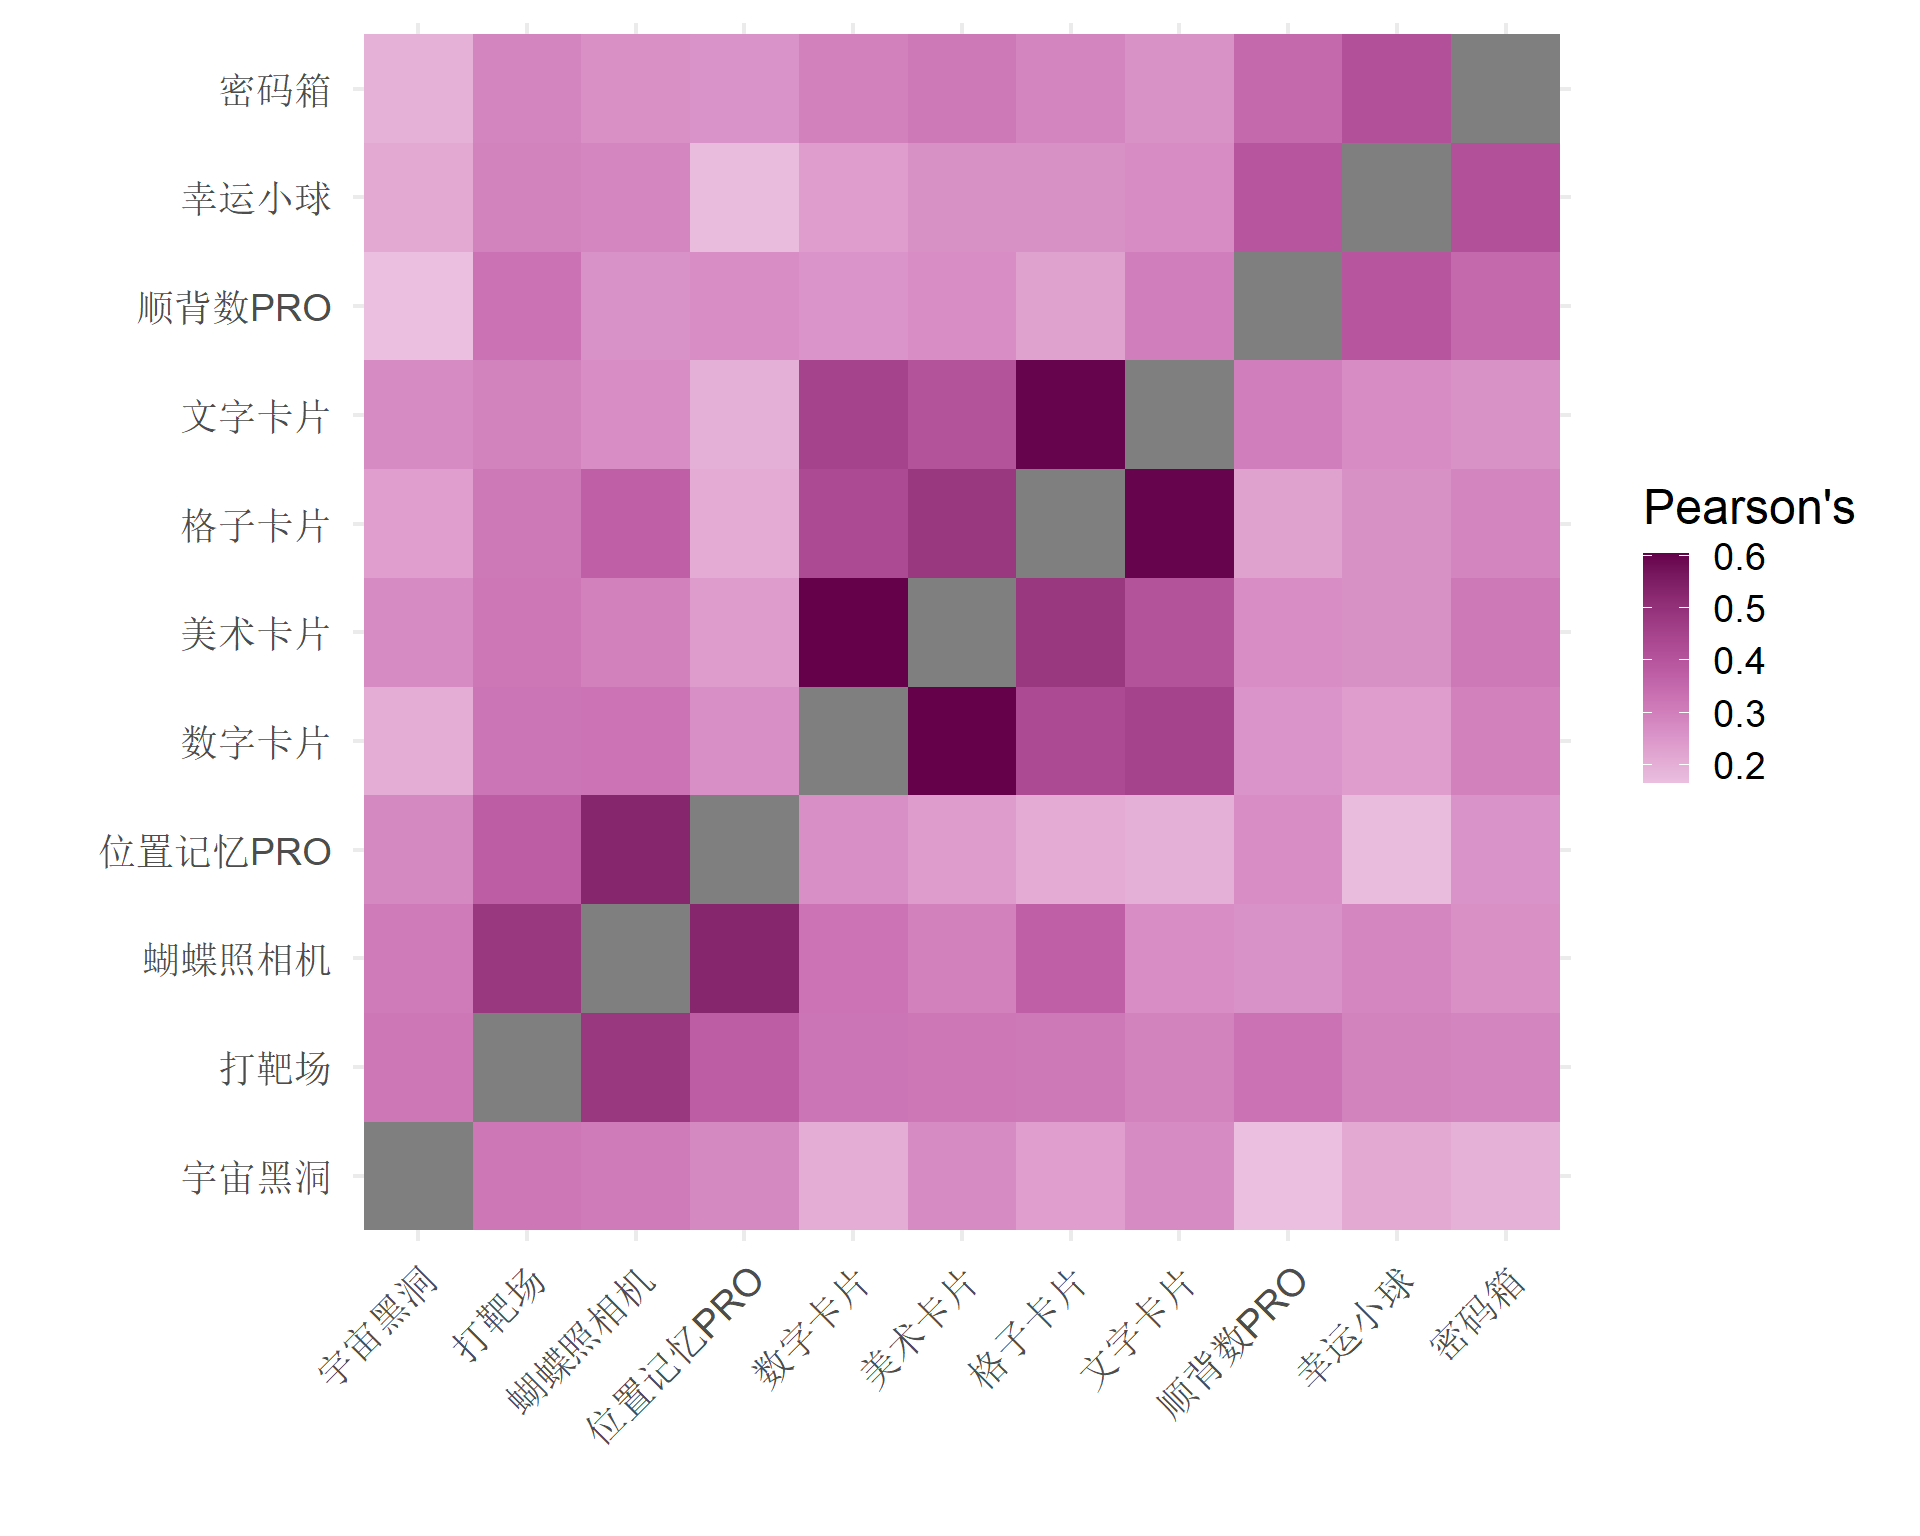 密码箱
幸运小球
顺背数PRO
文字卡片
格子卡片
美术卡片
数字卡片
位置记忆PRO
蝴蝶照相机
打靶场
宇宙黑洞
宇宙黑洞
打靶场
蝴蝶照相机
位置记忆PRO
数字卡片
美术卡片
格子卡片
文字卡片
顺背数PRO
幸运小球
密码箱
Pearson's
0.6
0.5
0.4
0.3
0.2